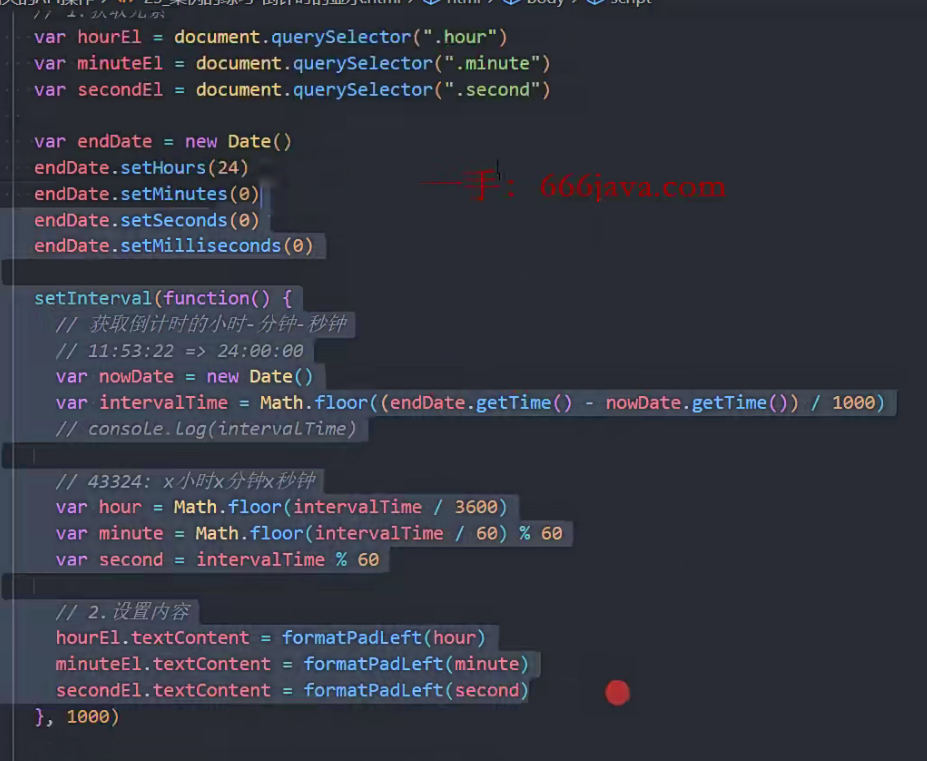 var hourEl = document.querySelector(".hour")
var minuteEl = document.querySelector(".minute")
var secondEl = document.querySelector(".second")
var endDate = new Date()
endDate.setHours(24)
endDate.setMinutes(0)
一手：666java.com
endDate.setSeconds(0)
endDate.setMilliseconds(0)
setInterval(function() {
// 获取倒计时的小时-分钟-秒钟
// 11:53:22 => 24:00:00
var nowDate = new Date()
var intervalTime = Math.floor((endDate.getTime() - nowDate.getTime()) / 1000)
// console.log(intervalTime)
// 43324: x小时x分钟x秒钟
var hour = Math.floor(intervalTime / 3600)
var minute = Math.floor(intervalTime / 60) % 60
var second = intervalTime % 60
// 2.设置内容
hourEl.textContent = formatPadLeft(hour)
minuteEl.textContent = formatPadLeft(minute)
secondEl.textContent = formatPadLeft(second)
}, 1000)